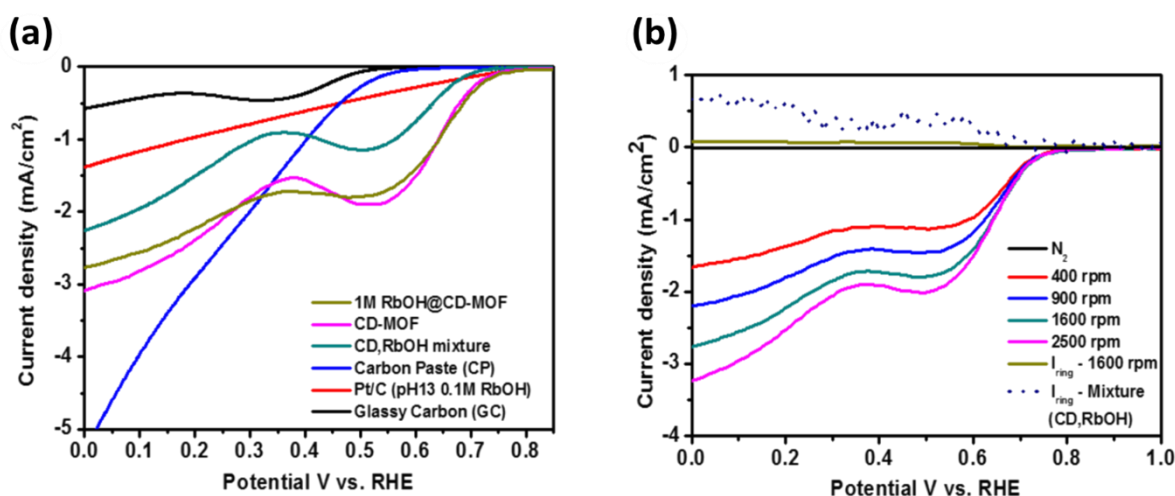 (a)
0
-1
-2
-3
-4
-5
Current density (mA/cm²)
1M RbOH@CD-MOF
CD-MOF
CD,RbOH mixture
Carbon Paste (CP)
Pt/C (pH13 0.1M RbOH)
Glassy Carbon (GC)
0.0 0.1 0.2 0.3 0.4 0.5 0.6 0.7 0.8
Potential V vs. RHE
(b)
1
0
-1
-2
-3
-4
Current density (mA/cm²)
N₂
400 rpm
900 rpm
1600 rpm
2500 rpm
I_ring - 1600 rpm
I_ring - Mixture
(CD,RbOH)
0.0 0.2 0.4 0.6 0.8 1.0
Potential V vs. RHE